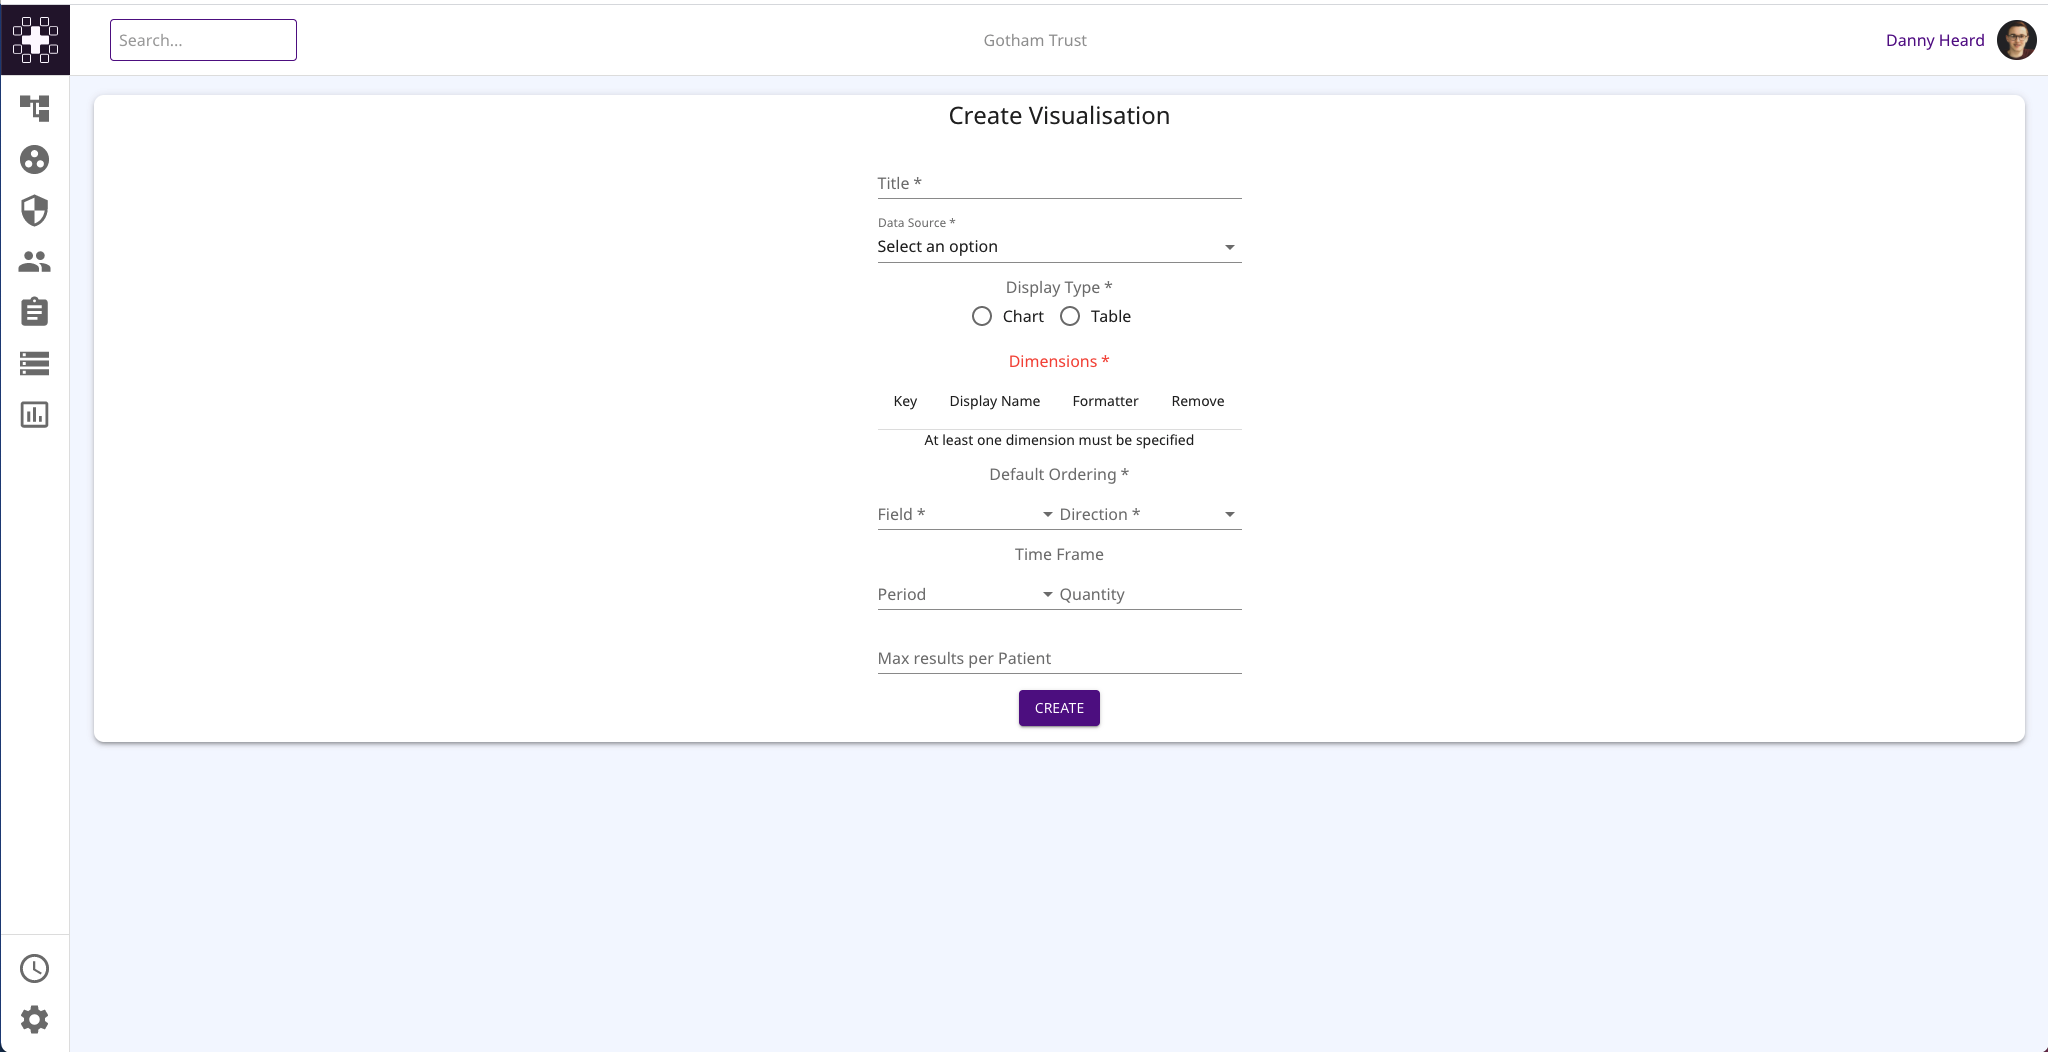 Search...
Gotham Trust
Danny Heard
Create Visualisation
Title *
Data Source *
Select an option
Display Type *
Chart Table
Dimensions *
Key Display Name Formatter Remove
At least one dimension must be specified
Default Ordering *
Field * Direction *
Time Frame
Period Quantity
Max results per Patient
CREATE